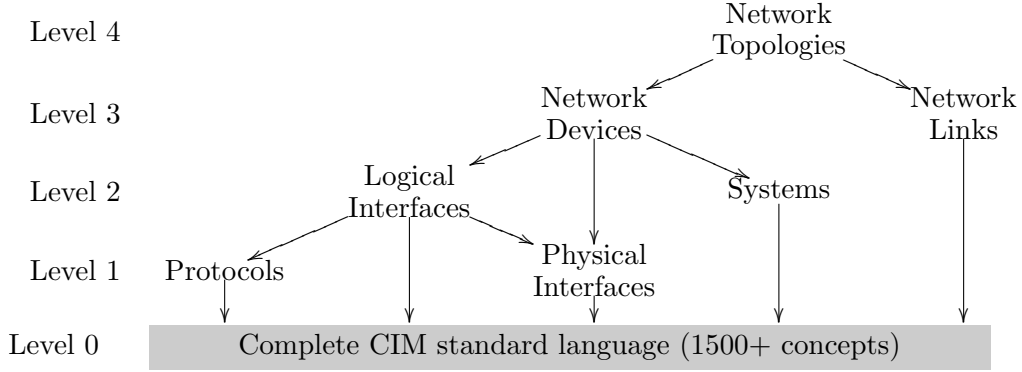 Level 4
Network
Topologies
Level 3
Network
Devices
Network
Links
Level 2
Logical
Interfaces
Systems
Level 1
Protocols
Physical
Interfaces
Level 0
Complete CIM standard language (1500+ concepts)